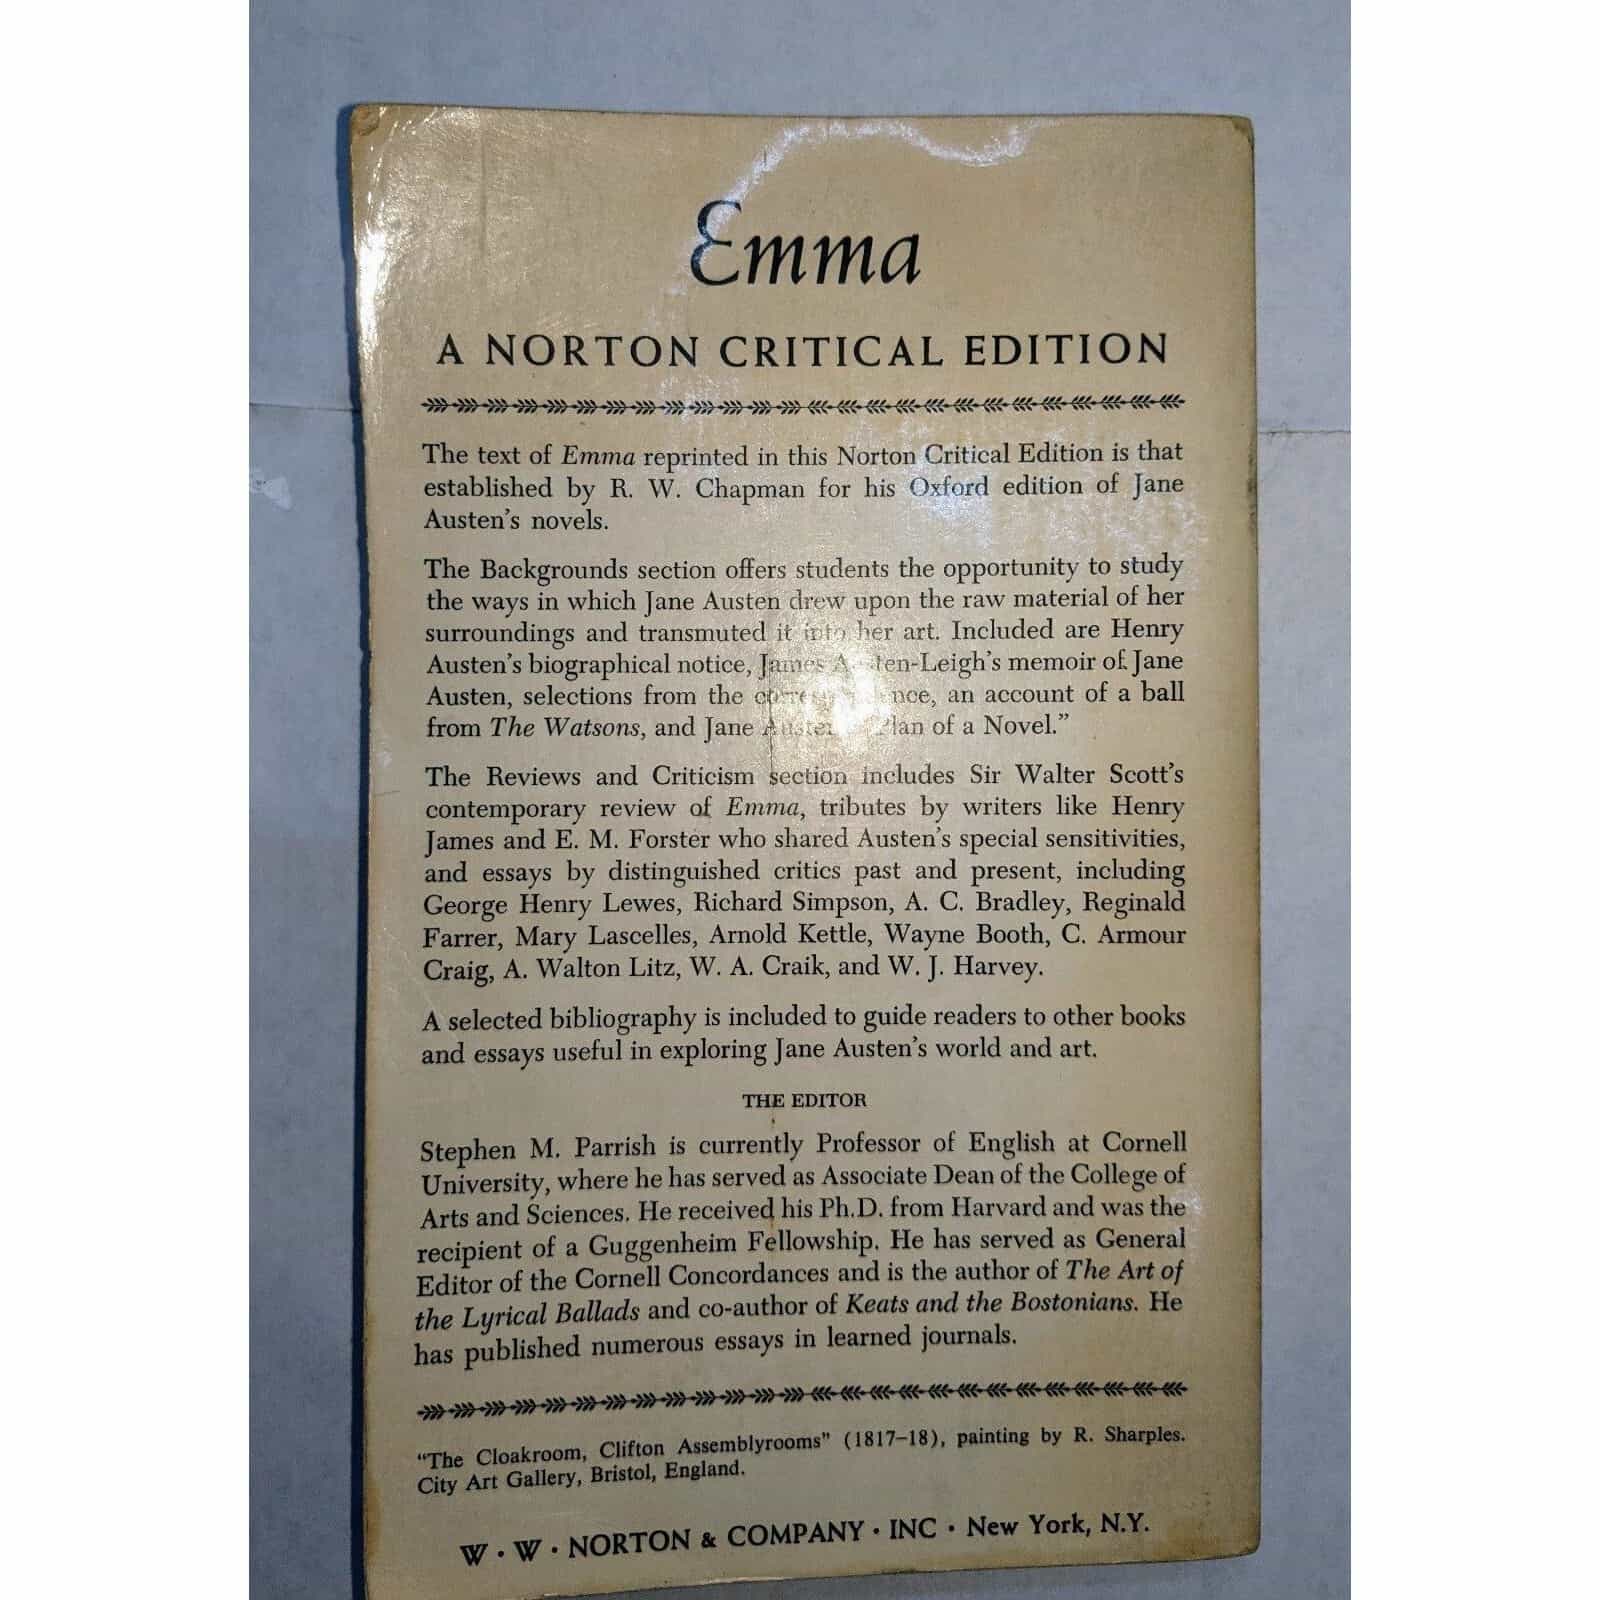 Emma
A NORTON CRITICAL EDITION
The text of Emma reprinted in this Norton Critical Edition is that
established by R. W. Chapman for his Oxford edition of Jane
Austen's novels.
The Backgrounds section offers students the opportunity to study
the ways in which Jane Austen drew upon the raw material of her
surroundings and transmuted it into her art. Included are Henry
Austen's biographical notice, James Austen-Leigh's memoir of Jane
Austen, selections from the correspondence, an account of a ball
from The Watsons, and Jane Austen's "Plan of a Novel."
The Reviews and Criticism section includes Sir Walter Scott's
contemporary review of Emma, tributes by writers like Henry
James and E. M. Forster who shared Austen's special sensitivities,
and essays by distinguished critics past and present, including
George Henry Lewes, Richard Simpson, A. C. Bradley, Reginald
Farrer, Mary Lascelles, Arnold Kettle, Wayne Booth, C. Armour
Craig, A. Walton Litz, W. A. Craik, and W. J. Harvey.
A selected bibliography is included to guide readers to other books
and essays useful in exploring Jane Austen's world and art.
THE EDITOR
Stephen M. Parrish is currently Professor of English at Cornell
University, where he has served as Associate Dean of the College of
Arts and Sciences. He received his Ph.D. from Harvard and was the
recipient of a Guggenheim Fellowship. He has served as General
Editor of the Cornell Concordances and is the author of The Art of
the Lyrical Ballads and co-author of Keats and the Bostonians. He
has published numerous essays in learned journals.
"The Cloakroom, Clifton Assemblyrooms" (1817–18), painting by R. Sharples.
City Art Gallery, Bristol, England.
W · W · NORTON & COMPANY · INC · New York, N.Y.